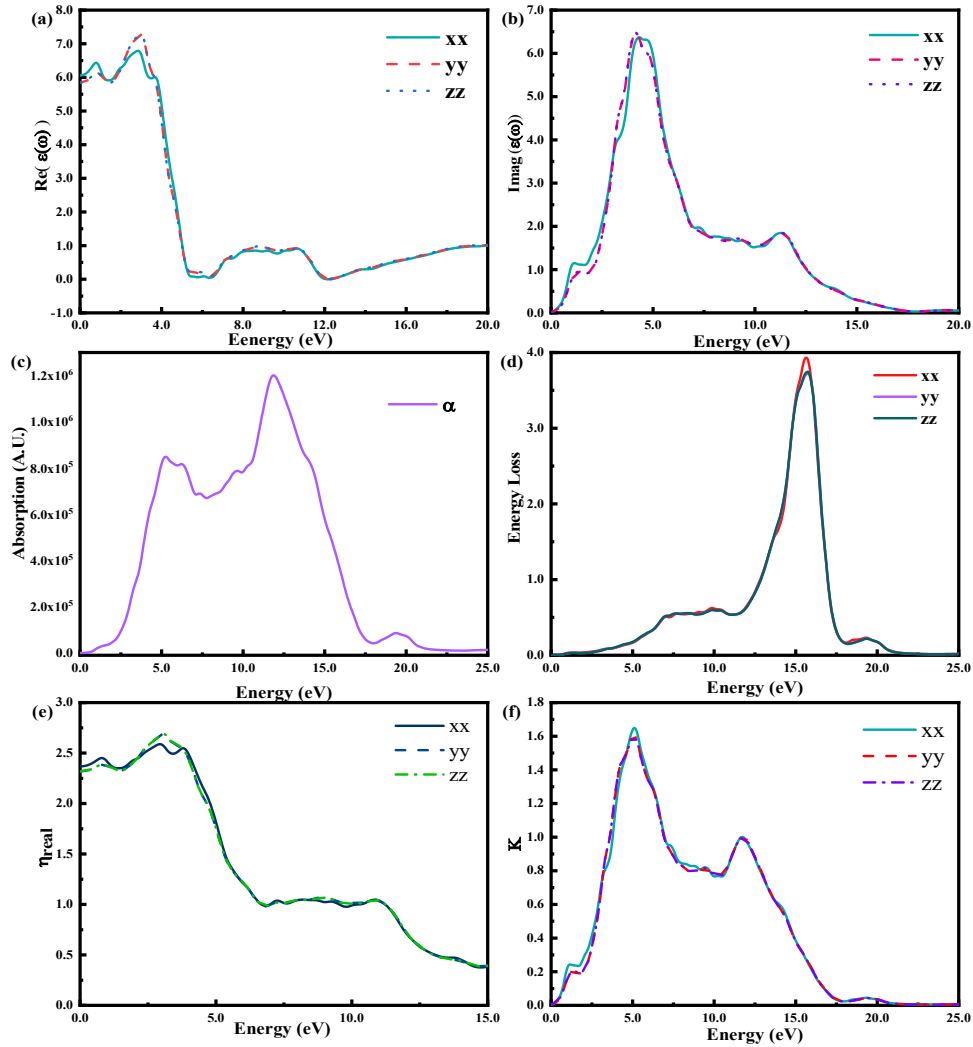 (a)
xx
yy
zz
Re( ε(ω) )
8.0
7.0
6.0
5.0
4.0
3.0
2.0
1.0
0.0
-1.0
0.0 4.0 8.0 12.0 16.0 20.0
Eenergy (eV)
(b)
xx
yy
zz
Imag (ε(ω))
7.0
6.0
5.0
4.0
3.0
2.0
1.0
0.0
0.0 5.0 10.0 15.0 20.0
Energy (eV)
(c)
α
Absorption (A.U.)
1.2x10⁶
1.0x10⁶
8.0x10⁵
6.0x10⁵
4.0x10⁵
2.0x10⁵
0.0
0.0 5.0 10.0 15.0 20.0 25.0
Energy (eV)
(d)
xx
yy
zz
Energy Loss
4.0
3.0
2.0
1.0
0.0
0.0 5.0 10.0 15.0 20.0 25.0
Energy (eV)
(e)
xx
yy
zz
ηreal
3.0
2.5
2.0
1.5
1.0
0.5
0.0
0.0 5.0 10.0 15.0
Energy (eV)
(f)
xx
yy
zz
K
1.8
1.6
1.4
1.2
1.0
0.8
0.6
0.4
0.2
0.0
0.0 5.0 10.0 15.0 20.0 25.0
Energy (eV)